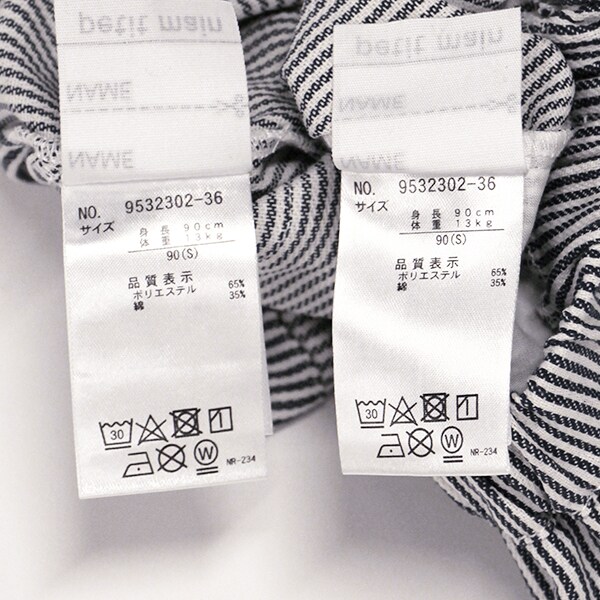 petit main
NAME
NAME
NO. 9532302-36
サイズ
身長 90cm
体重 13kg
90(S)
品質表示
ポリエステル 65%
綿 35%
30
W
NR-234
petit main
NAME
NAME
NO. 9532302-36
サイズ
身長 90cm
体重 13kg
90(S)
品質表示
ポリエステル 65%
綿 35%
30
W
NR-234